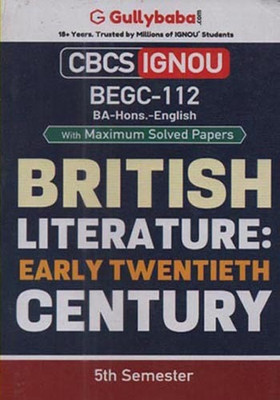 Gullybaba.com
18+ Years. Trusted by Millions of IGNOU' Students
CBCS IGNOU
BEGC-112
BA-Hons.-English
With Maximum Solved Papers
BRITISH
LITERATURE:
EARLY TWENTIETH
CENTURY
5th Semester